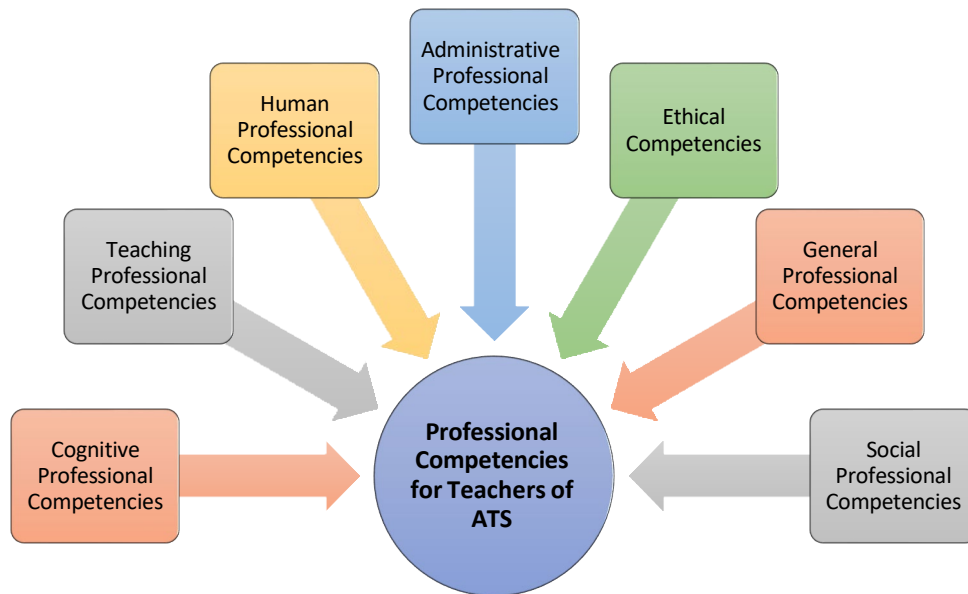 Administrative
Professional
Competencies
Human
Professional
Competencies
Ethical
Competencies
Teaching
Professional
Competencies
General
Professional
Competencies
Cognitive
Professional
Competencies
Professional
Competencies
for Teachers of
ATS
Social
Professional
Competencies